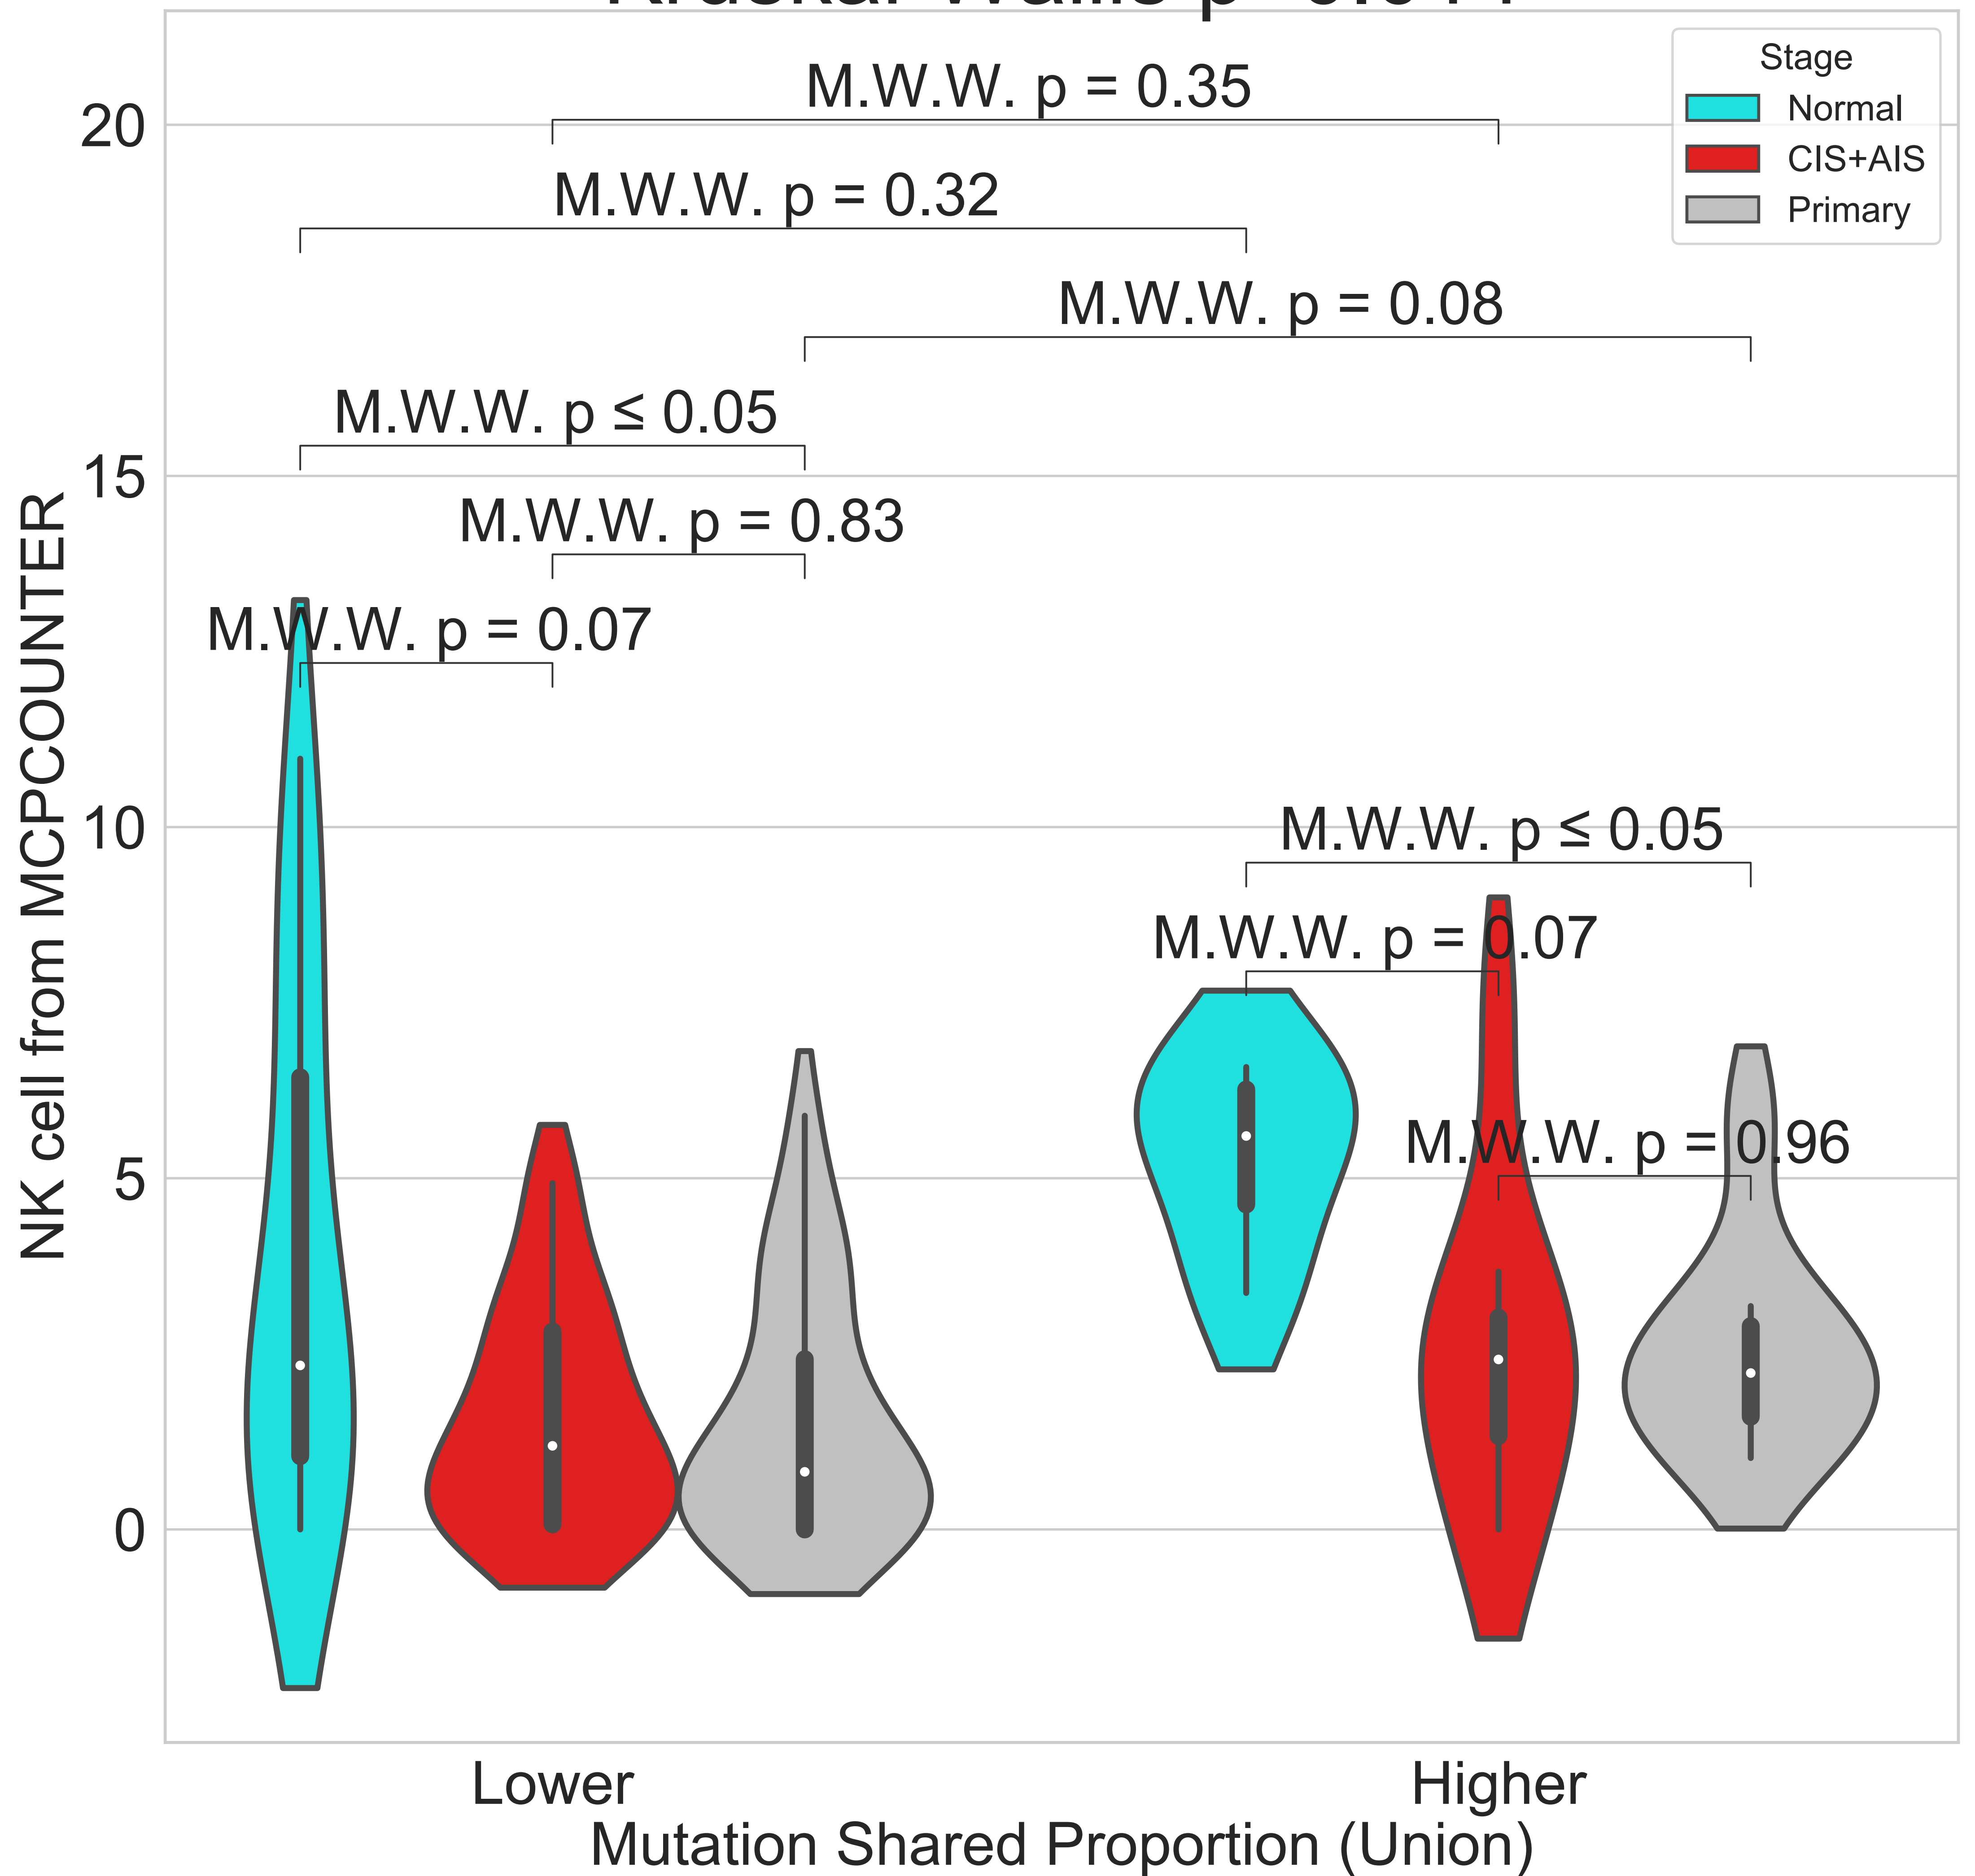 Stage
Normal
CIS+AIS
Primary
M.W.W. p = 0.35
M.W.W. p = 0.32
M.W.W. p = 0.08
M.W.W. p ≤ 0.05
M.W.W. p = 0.83
M.W.W. p = 0.07
M.W.W. p ≤ 0.05
M.W.W. p = 0.07
M.W.W. p = 0.96
20
15
10
5
0
NK cell from MCPCOUNTER
Lower
Higher
Mutation Shared Proportion (Union)